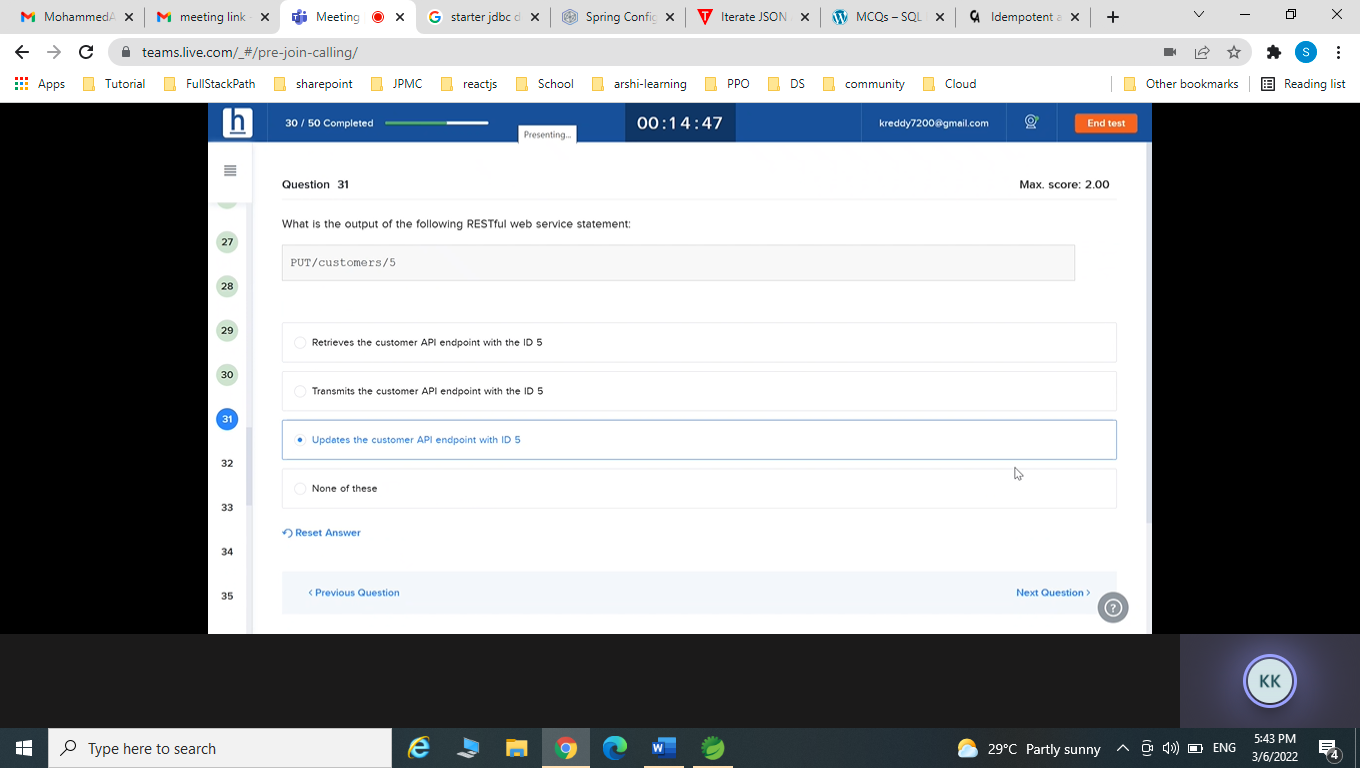 MohammedA
meeting link -
Meeting
starter jdbc d
Spring Config
Iterate JSON
MCQs – SQL
Idempotent a
teams.live.com/_#/pre-join-calling/
S
Apps
Tutorial
FullStackPath
sharepoint
JPMC
reactjs
School
arshi-learning
PPO
DS
community
Cloud
Other bookmarks
Reading list
h
30 / 50 Completed
Presenting...
00:14:47
kreddy7200@gmail.com
End test
Question 31
Max. score: 2.00
What is the output of the following RESTful web service statement:
PUT/customers/5
27
28
29
30
31
32
33
34
35
Retrieves the customer API endpoint with the ID 5
Transmits the customer API endpoint with the ID 5
Updates the customer API endpoint with ID 5
None of these
Reset Answer
Previous Question
Next Question
?
KK
Type here to search
29°C Partly sunny
ENG
5:43 PM
3/6/2022
4